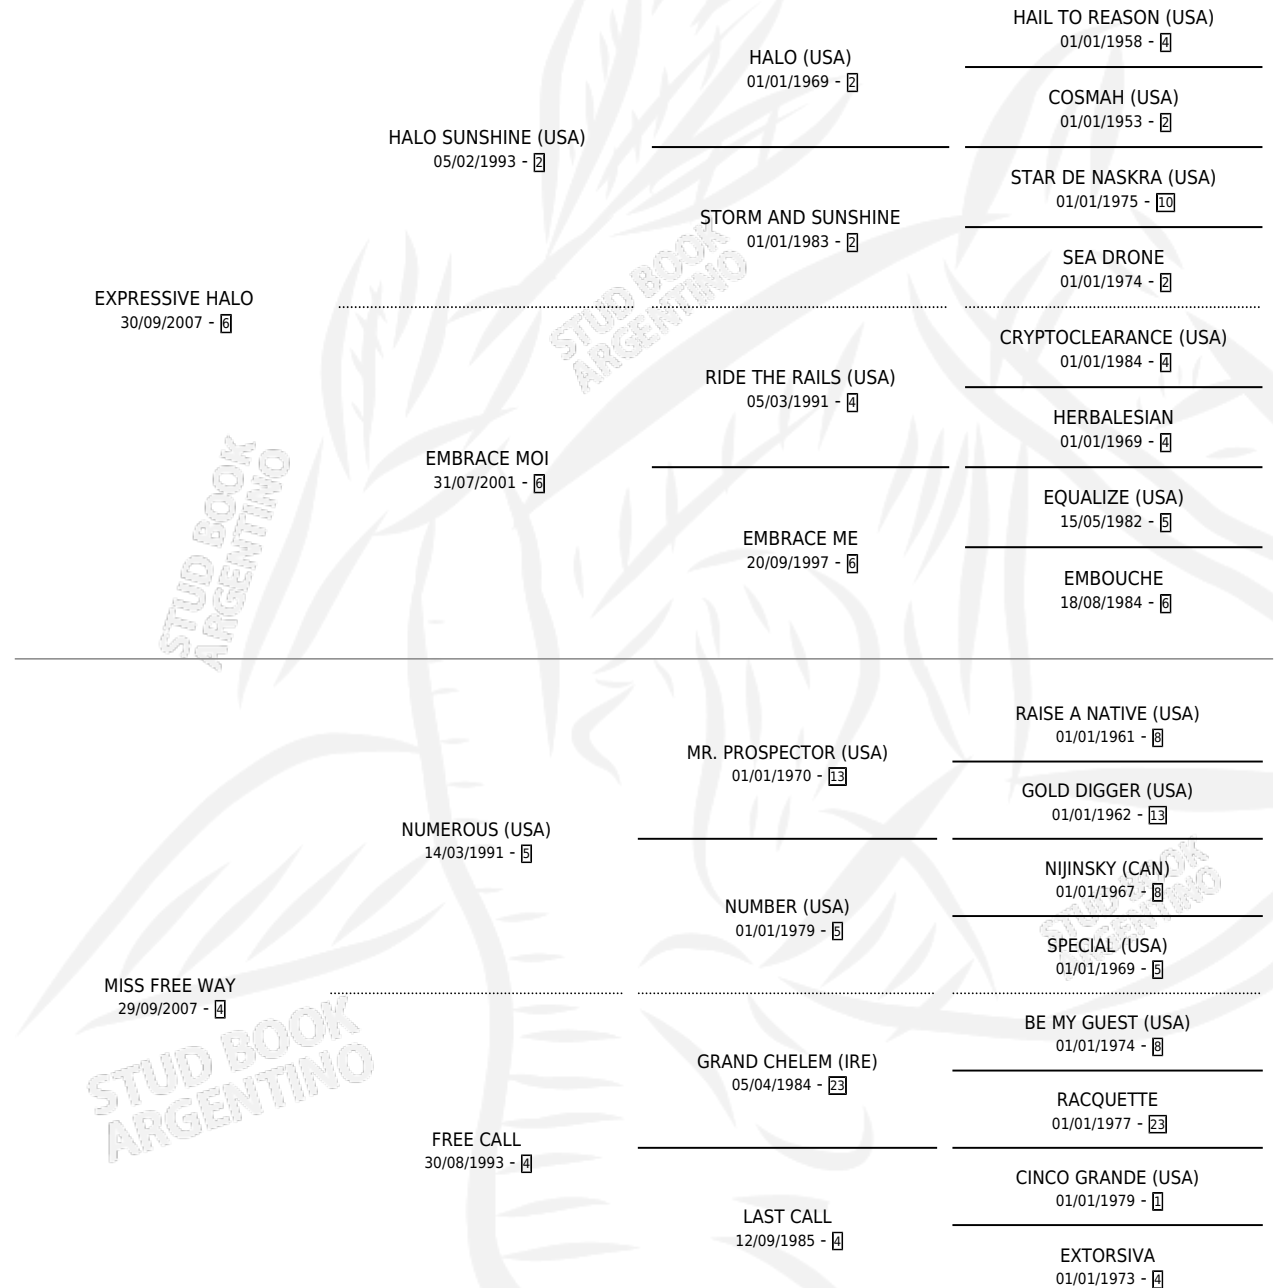 HAIL TO REASON (USA)
01/01/1958 - 4
HALO (USA)
01/01/1969 - 2
COSMAH (USA)
01/01/1953 - 2
HALO SUNSHINE (USA)
05/02/1993 - 2
STAR DE NASKRA (USA)
01/01/1975 - 10
STORM AND SUNSHINE
01/01/1983 - 2
SEA DRONE
01/01/1974 - 2
EXPRESSIVE HALO
30/09/2007 - 6
STUD BOOK
ARGENTINO
CRYPTOCLEARANCE (USA)
01/01/1984 - 4
RIDE THE RAILS (USA)
05/03/1991 - 4
HERBALESIAN
01/01/1969 - 4
EMBRACE MOI
31/07/2001 - 6
EQUALIZE (USA)
15/05/1982 - 5
EMBRACE ME
20/09/1997 - 6
EMBOUCHE
18/08/1984 - 6
STUD BOOK
ARGENTINO
RAISE A NATIVE (USA)
01/01/1961 - 8
MR. PROSPECTOR (USA)
01/01/1970 - 13
GOLD DIGGER (USA)
01/01/1962 - 13
NUMEROUS (USA)
14/03/1991 - 5
NIJINSKY (CAN)
01/01/1967 - 8
NUMBER (USA)
01/01/1979 - 5
STUD BOOK
ARGENTINO
SPECIAL (USA)
01/01/1969 - 5
MISS FREE WAY
29/09/2007 - 4
STUD BOOK
ARGENTINO
BE MY GUEST (USA)
01/01/1974 - 8
GRAND CHELEM (IRE)
05/04/1984 - 23
RACQUETTE
01/01/1977 - 23
FREE CALL
30/08/1993 - 4
CINCO GRANDE (USA)
01/01/1979 - 1
LAST CALL
12/09/1985 - 4
EXTORSIVA
01/01/1973 - 4